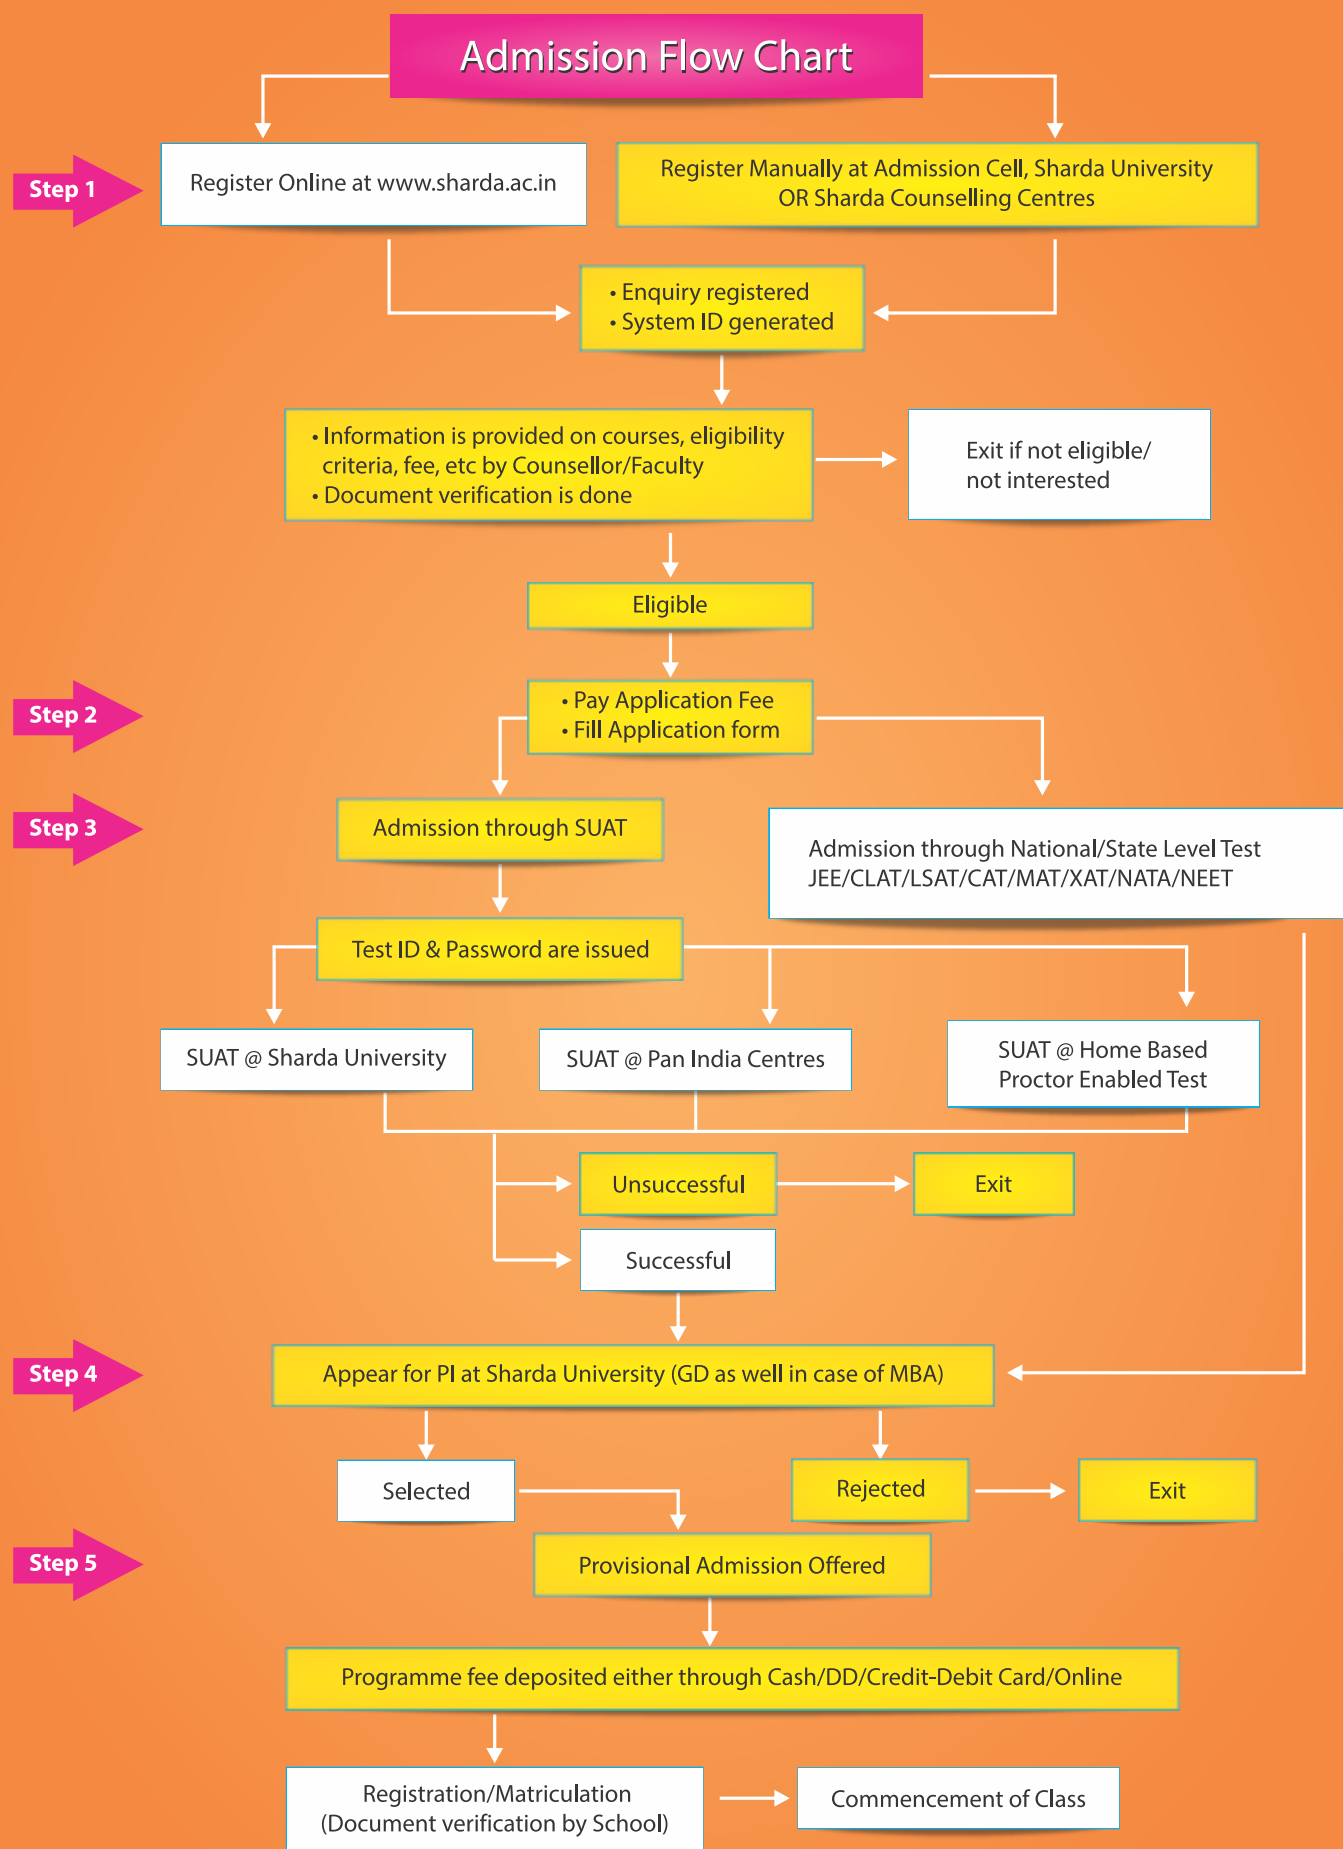 Admission Flow Chart
Step 1
Register Online at www.sharda.ac.in
Register Manually at Admission Cell, Sharda University
OR Sharda Counselling Centres
• Enquiry registered
• System ID generated
• Information is provided on courses, eligibility
criteria, fee, etc by Counsellor/Faculty
• Document verification is done
Exit if not eligible/
not interested
Eligible
Step 2
• Pay Application Fee
• Fill Application form
Step 3
Admission through SUAT
Admission through National/State Level Test
JEE/CLAT/LSAT/CAT/MAT/XAT/NATA/NEET
Test ID & Password are issued
SUAT @ Sharda University
SUAT @ Pan India Centres
SUAT @ Home Based
Proctor Enabled Test
Unsuccessful
Exit
Successful
Step 4
Appear for PI at Sharda University (GD as well in case of MBA)
Selected
Rejected
Exit
Step 5
Provisional Admission Offered
Programme fee deposited either through Cash/DD/Credit-Debit Card/Online
Registration/Matriculation
(Document verification by School)
Commencement of Class